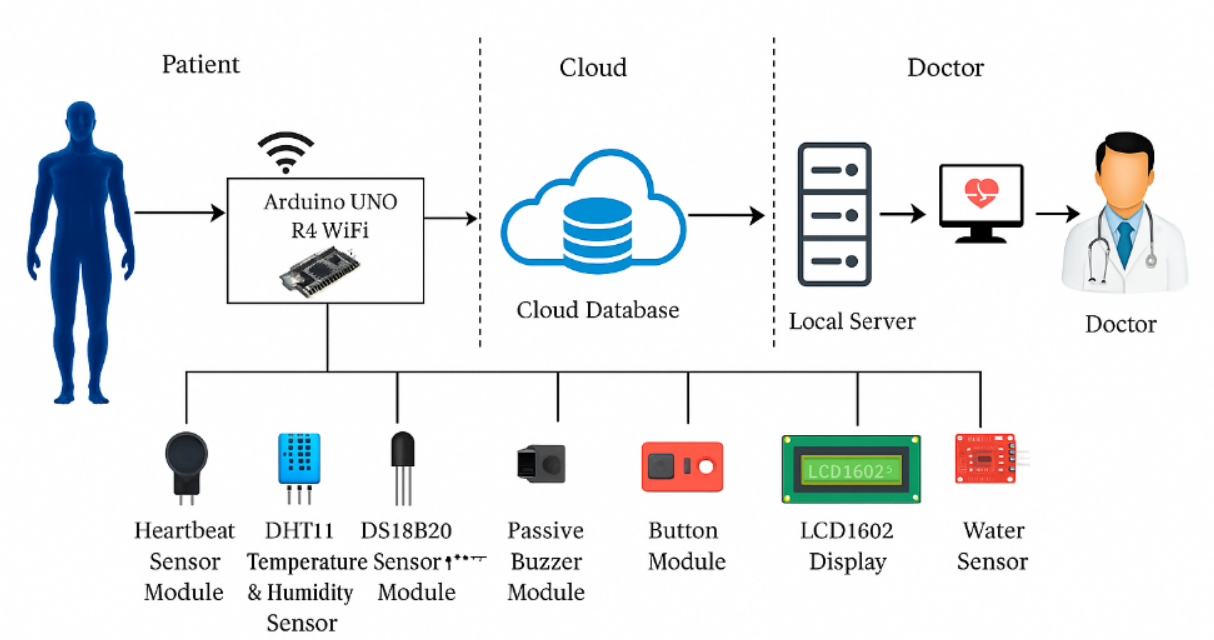 Patient
Cloud
Doctor
Arduino UNO
R4 WiFi
Cloud Database
Local Server
Doctor
LCD1602
Heartbeat
Sensor
Module
DHT11
Temperature
& Humidity
Sensor
DS18B20
Sensor
Module
Passive
Buzzer
Module
Button
Module
LCD1602
Display
Water
Sensor